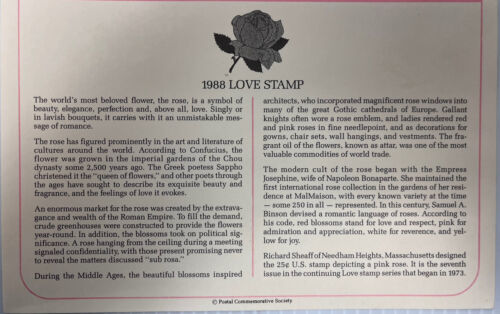 1988 LOVE STAMP
The world's most beloved flower, the rose, is a symbol of
beauty, elegance, perfection and, above all, love. Singly or
in lavish bouquets, it carries with it an unmistakable mes-
sage of romance.
The rose has figured prominently in the art and literature of
cultures around the world. According to Confucius, the
flower was grown in the imperial gardens of the Chou
dynasty some 2,500 years ago. The Greek poetess Sappho
christened it the "queen of flowers," and other poets through
the ages have sought to describe its exquisite beauty and
fragrance, and the feelings of love it evokes.
An enormous market for the rose was created by the extrava-
gance and wealth of the Roman Empire. To fill the demand,
crude greenhouses were constructed to provide the flowers
year-round. In addition, the blossoms took on political sig-
nificance. A rose hanging from the ceiling during a meeting
signaled confidentiality, with those present promising never
to reveal the matters discussed "sub rosa."
During the Middle Ages, the beautiful blossoms inspired
architects, who incorporated magnificent rose windows into
many of the great Gothic cathedrals of Europe. Gallant
knights often wore a rose emblem, and ladies rendered red
and pink roses in fine needlepoint, and as decorations for
gowns, chair sets, wall hangings, and vestments. The fra-
grant oil of the flowers, known as attar, was one of the most
valuable commodities of world trade.
The modern cult of the rose began with the Empress
Josephine, wife of Napoleon Bonaparte. She maintained the
first international rose collection in the gardens of her resi-
dence at MalMaison, with every known variety at the time
— some 250 in all — represented. In this century, Samuel A.
Binson devised a romantic language of roses. According to
his code, red blossoms stand for love and respect, pink for
admiration and appreciation, white for reverence, and yel-
low for joy.
Richard Sheaff of Needham Heights, Massachusetts designed
the 25¢ U.S. stamp depicting a pink rose. It is the seventh
issue in the continuing Love stamp series that began in 1973.
© Postal Commemorative Society